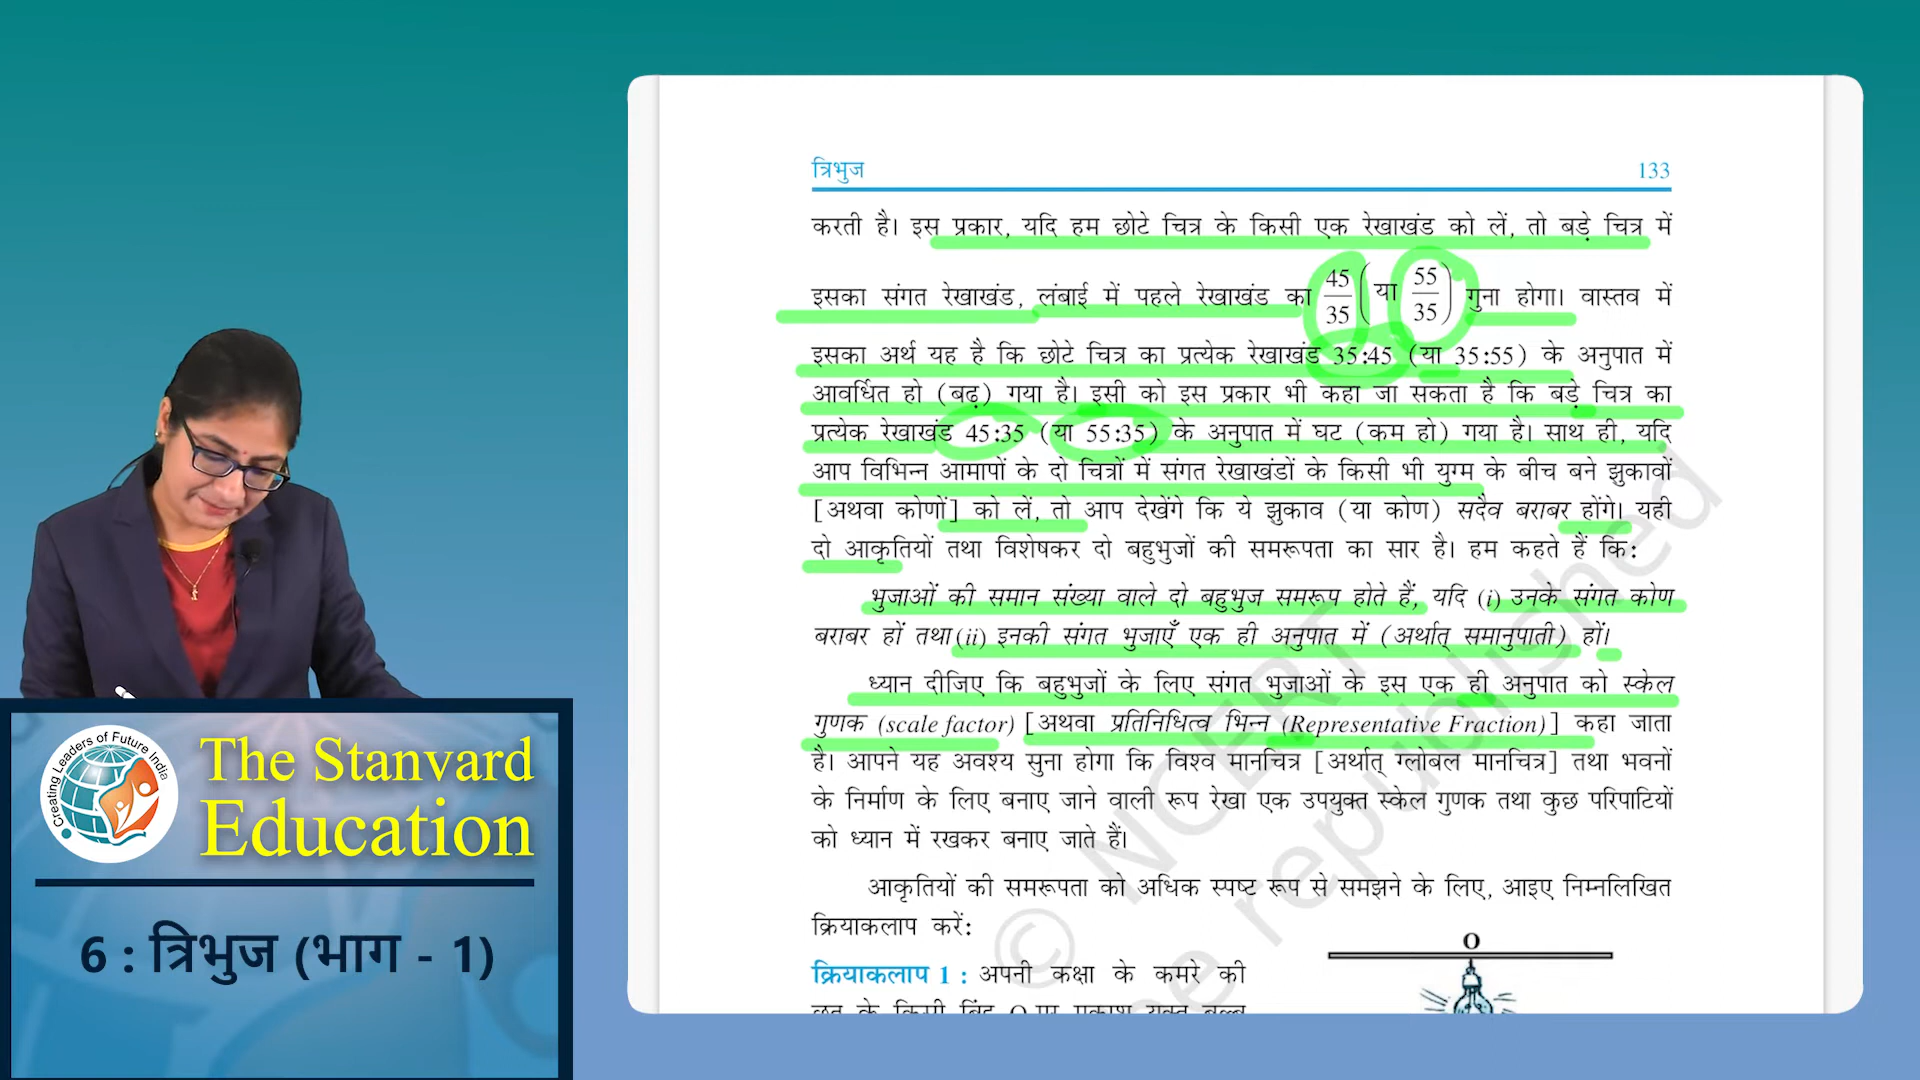 त्रिभुज 133
करती है। इस प्रकार, यदि हम छोटे चित्र के किसी एक रेखाखंड को लें, तो बड़े चित्र में
इसका संगत रेखाखंड, लंबाई में पहले रेखाखंड का 45/35 (या 55/35) गुना होगा। वास्तव में
इसका अर्थ यह है कि छोटे चित्र का प्रत्येक रेखाखंड 35:45 (या 35:55) के अनुपात में
आवर्धित हो (बढ़) गया है। इसी को इस प्रकार भी कहा जा सकता है कि बड़े चित्र का
प्रत्येक रेखाखंड 45:35 (या 55:35) के अनुपात में घट (कम हो) गया है। साथ ही, यदि
आप विभिन्न आमापों के दो चित्रों में संगत रेखाखंडों के किसी भी युग्म के बीच बने झुकावों
[अथवा कोणों] को लें, तो आप देखेंगे कि ये झुकाव (या कोण) सदैव बराबर होंगे। यही
दो आकृतियों तथा विशेषकर दो बहुभुजों की समरूपता का सार है। हम कहते हैं कि:
भुजाओं की समान संख्या वाले दो बहुभुज समरूप होते हैं, यदि (i) उनके संगत कोण
बराबर हों तथा (ii) इनकी संगत भुजाएँ एक ही अनुपात में (अर्थात् समानुपाती) हों।
ध्यान दीजिए कि बहुभुजों के लिए संगत भुजाओं के इस एक ही अनुपात को स्केल
गुणक (scale factor) [अथवा प्रतिनिधित्व भिन्न (Representative Fraction)] कहा जाता
है। आपने यह अवश्य सुना होगा कि विश्व मानचित्र [अर्थात् ग्लोबल मानचित्र] तथा भवनों
के निर्माण के लिए बनाए जाने वाली रूप रेखा एक उपयुक्त स्केल गुणक तथा कुछ परिपाटियों
को ध्यान में रखकर बनाए जाते हैं।
आकृतियों की समरूपता को अधिक स्पष्ट रूप से समझने के लिए, आइए निम्नलिखित
क्रियाकलाप करें:
O
क्रियाकलाप 1 : अपनी कक्षा के कमरे की
छत के किसी बिंदु O पर प्रकाश युक्त बल्ब
© NCERT
be republished
Creating Leaders of Future India
The Stanvard
Education
6 : त्रिभुज (भाग - 1)